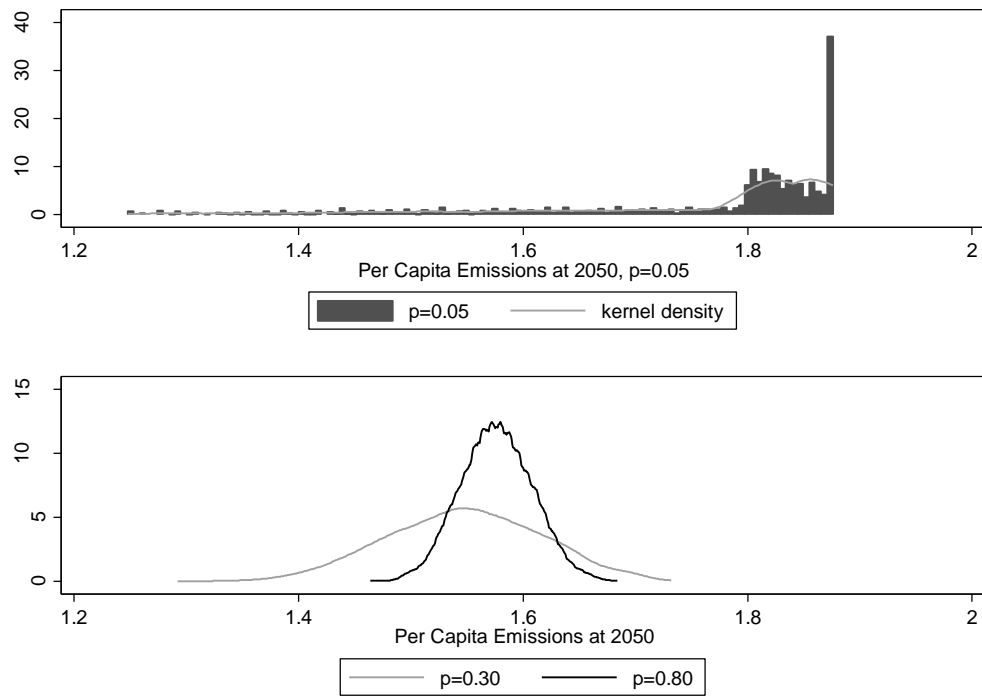 40
30
20
10
0
1.2 1.4 1.6 1.8 2
Per Capita Emissions at 2050, p=0.05
p=0.05 kernel density
15
10
5
0
1.2 1.4 1.6 1.8 2
Per Capita Emissions at 2050
p=0.30 p=0.80